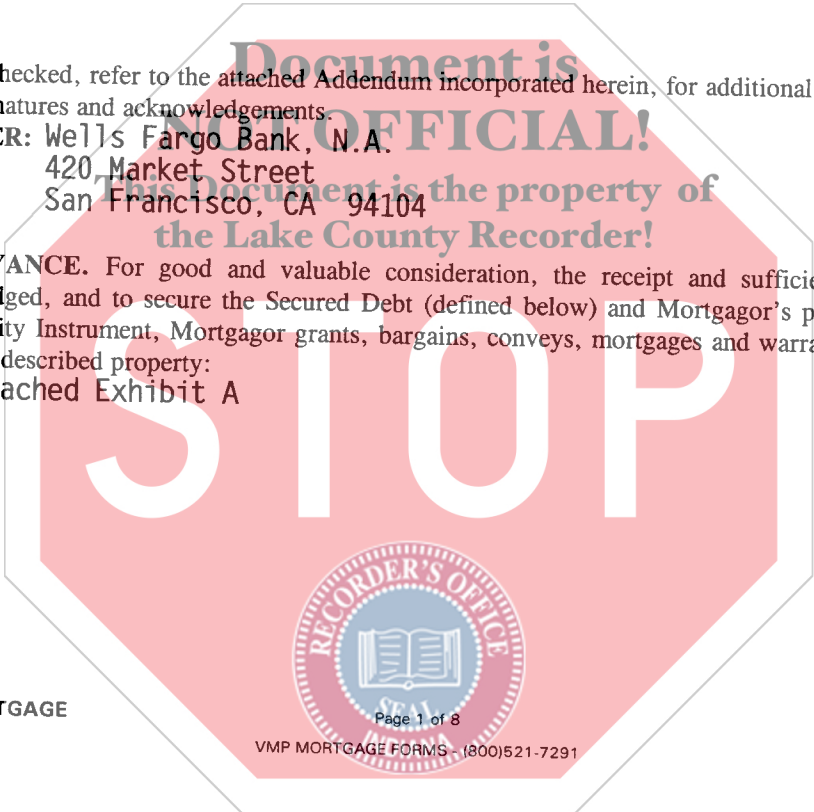 Document is
hecked, refer to the attached Addendum incorporated herein, for additional
natures and acknowledgements.
NOT OFFICIAL!
ER: Wells Fargo Bank, N.A.
420 Market Street
This Document is the property of
San Francisco, CA 94104
the Lake County Recorder!
YANCE. For good and valuable consideration, the receipt and sufficie
dged, and to secure the Secured Debt (defined below) and Mortgagor's p
ity Instrument, Mortgagor grants, bargains, conveys, mortgages and warra
described property:
ached Exhibit A
STOP
RECORDER'S OFFICE
SEAL
INDIANA
TGAGE
Page 1 of 8
VMP MORTGAGE FORMS - (800)521-7291